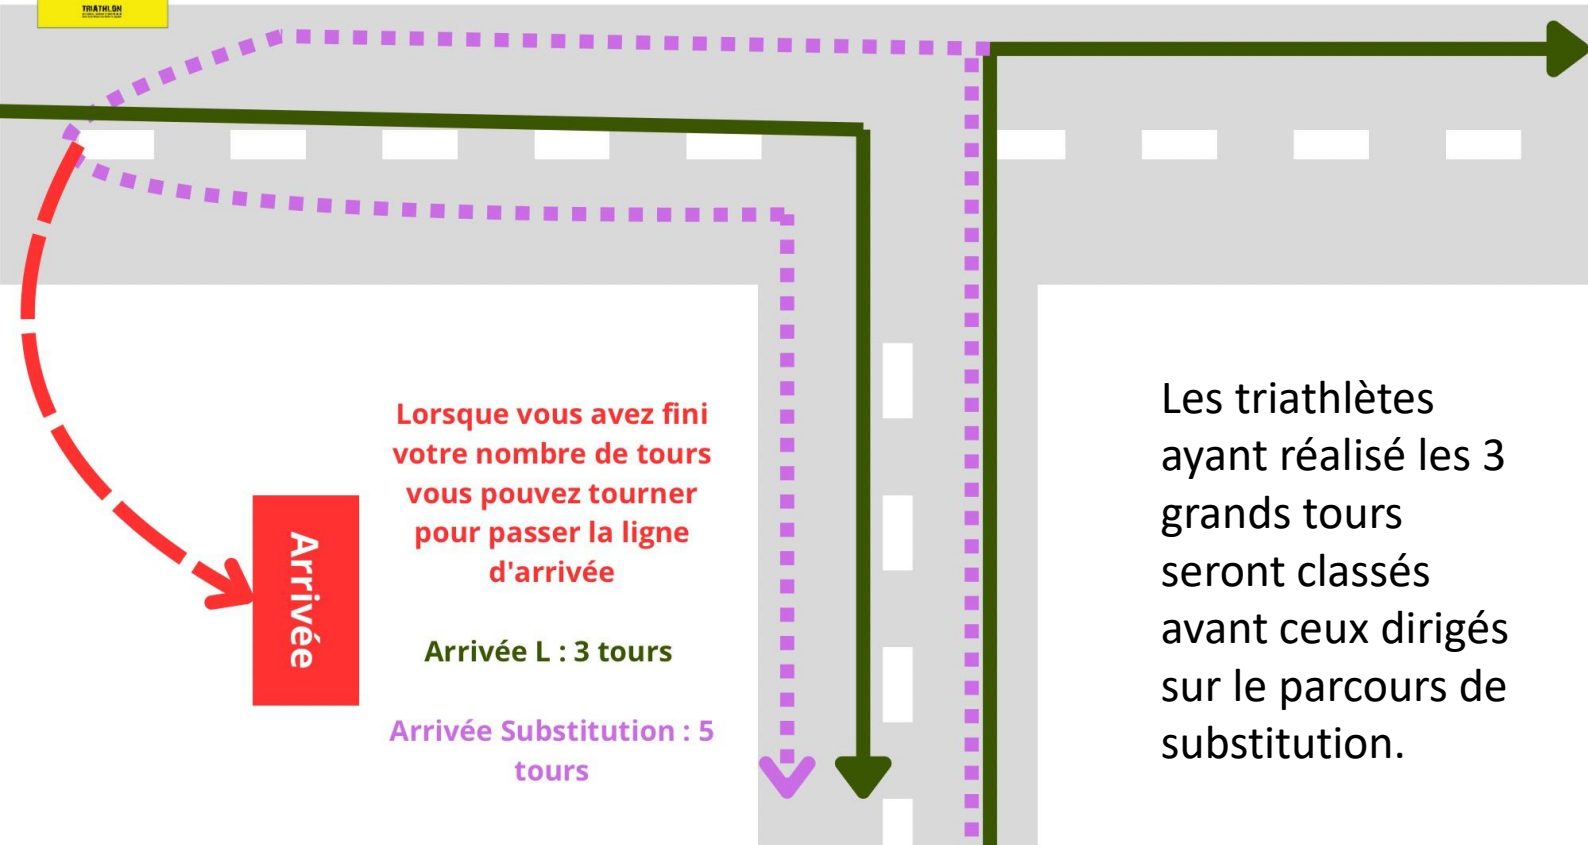 TRIATHLON
Lorsque vous avez fini
votre nombre de tours
vous pouvez tourner
pour passer la ligne
d'arrivée
Arrivée
Arrivée L : 3 tours
Arrivée Substitution : 5
tours
Les triathlètes
ayant réalisé les 3
grands tours
seront classés
avant ceux dirigés
sur le parcours de
substitution.